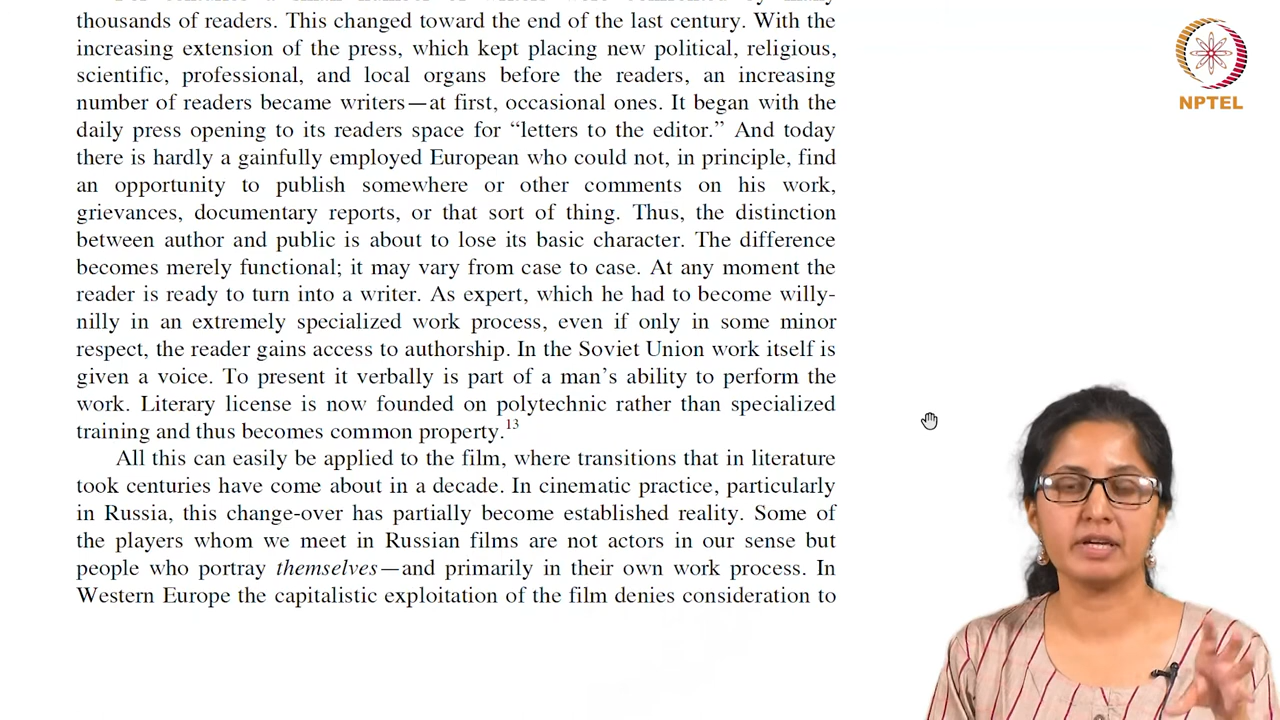 thousands of readers. This changed toward the end of the last century. With the
increasing extension of the press, which kept placing new political, religious,
scientific, professional, and local organs before the readers, an increasing
number of readers became writers—at first, occasional ones. It began with the
daily press opening to its readers space for “letters to the editor.” And today
there is hardly a gainfully employed European who could not, in principle, find
an opportunity to publish somewhere or other comments on his work,
grievances, documentary reports, or that sort of thing. Thus, the distinction
between author and public is about to lose its basic character. The difference
becomes merely functional; it may vary from case to case. At any moment the
reader is ready to turn into a writer. As expert, which he had to become willy-
nilly in an extremely specialized work process, even if only in some minor
respect, the reader gains access to authorship. In the Soviet Union work itself is
given a voice. To present it verbally is part of a man’s ability to perform the
work. Literary license is now founded on polytechnic rather than specialized
training and thus becomes common property.13
All this can easily be applied to the film, where transitions that in literature
took centuries have come about in a decade. In cinematic practice, particularly
in Russia, this change-over has partially become established reality. Some of
the players whom we meet in Russian films are not actors in our sense but
people who portray themselves—and primarily in their own work process. In
Western Europe the capitalistic exploitation of the film denies consideration to
NPTEL